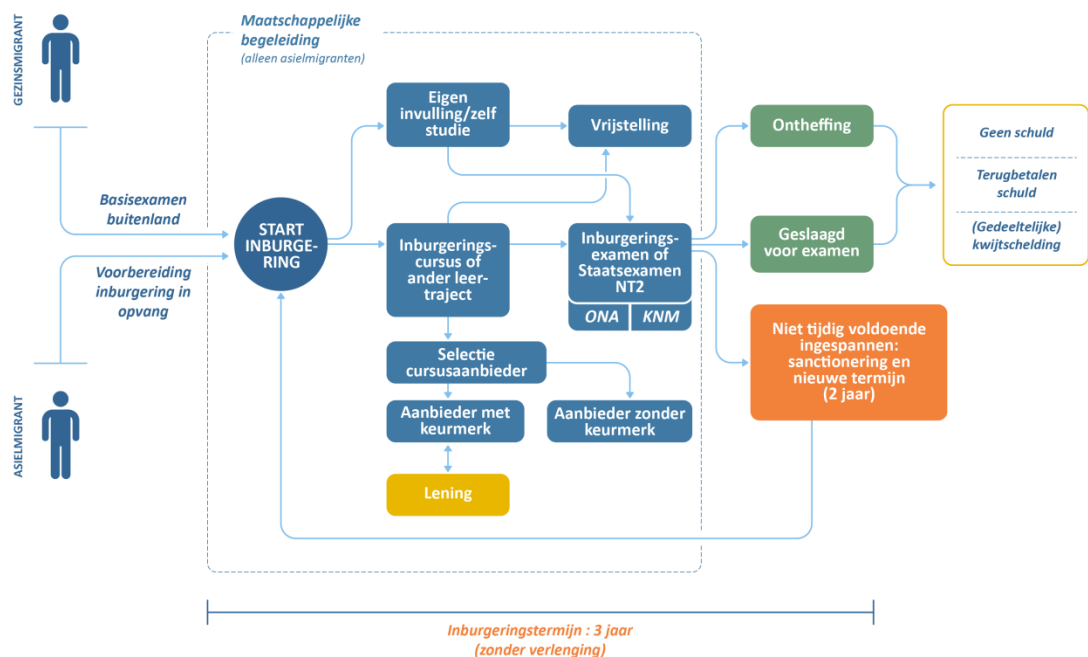 GEZINSMIGRANT
Maatschappelijke
begeleiding
(alleen asielmigranten)
Eigen
invulling/zelf
studie
Vrijstelling
Ontheffing
Geen schuld
Terugbetalen
schuld
(Gedeeltelijke)
kwijtschelding
Basisexamen
buitenland
START
INBURGE-
RING
Voorbereiding
inburgering in
opvang
Inburgerings-
cursus of
ander leer-
traject
Inburgerings-
examen of
Staatsexamen
NT2
ONA
KNM
Geslaagd
voor examen
Niet tijdig voldoende
ingespannen:
sanctionering en
nieuwe termijn
(2 jaar)
Selectie
cursusaanbieder
Aanbieder met
keurmerk
Aanbieder zonder
keurmerk
Lening
ASIELMIGRANT
Inburgeringstermijn : 3 jaar
(zonder verlenging)